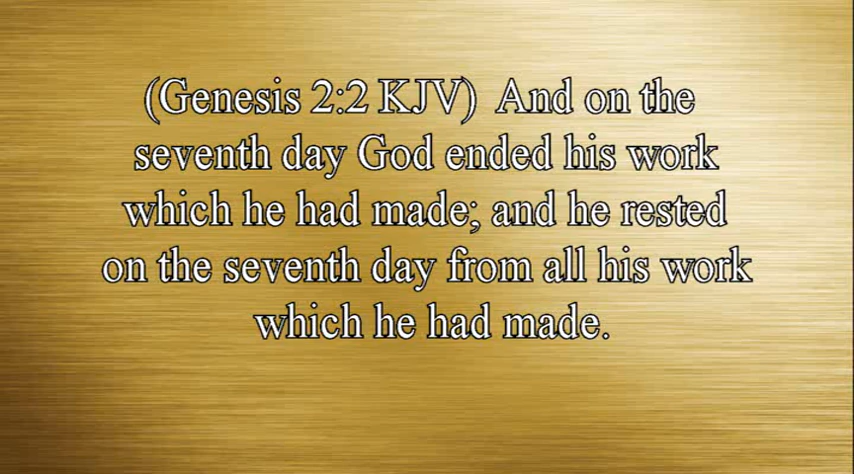 (Genesis 2:2 KJV)  And on the
seventh day God ended his work
which he had made; and he rested
on the seventh day from all his work
which he had made.